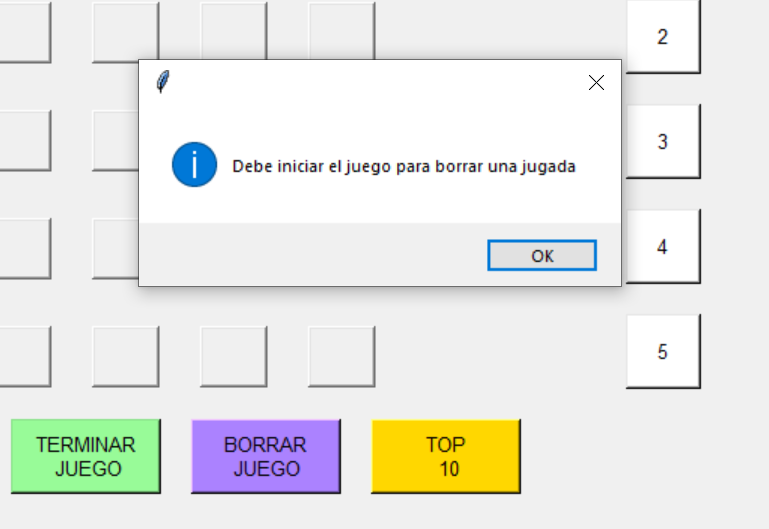 2
Debe iniciar el juego para borrar una jugada
3
OK
4
5
TERMINAR
JUEGO
BORRAR
JUEGO
TOP
10